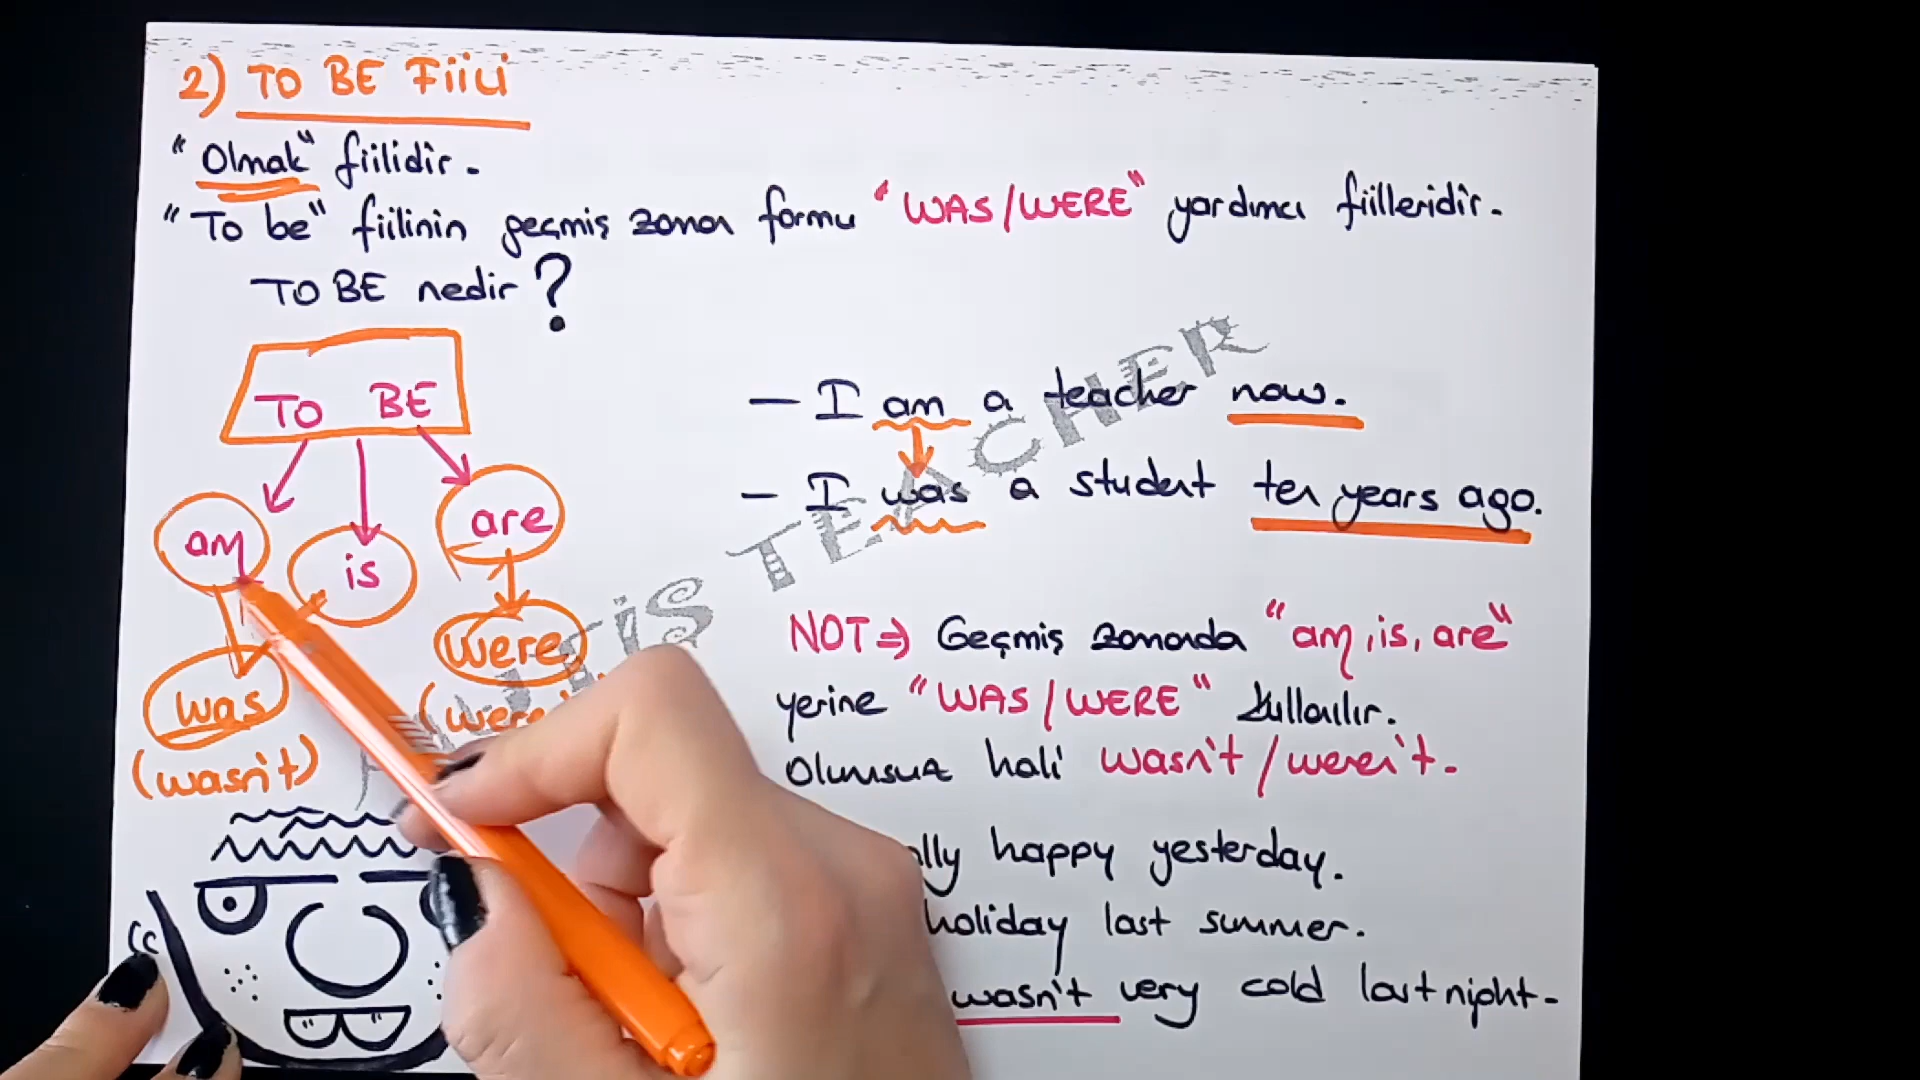 2) TO BE Fiili
"Olmak" fiilidir.
"To be" fiilinin geçmiş zaman formu "WAS/WERE" yardımcı fiilleridir.
TO BE nedir?
TO BE
am is are
was were
(wasn't)
- I am a teacher now.
- I was a student ten years ago.
NOT ⇒ Geçmiş zamanda "am, is, are"
yerine "WAS/WERE" kullanılır.
Olumsuz hali wasn't/weren't.
happy yesterday.
holiday last summer.
wasn't very cold last night.
TEACHER